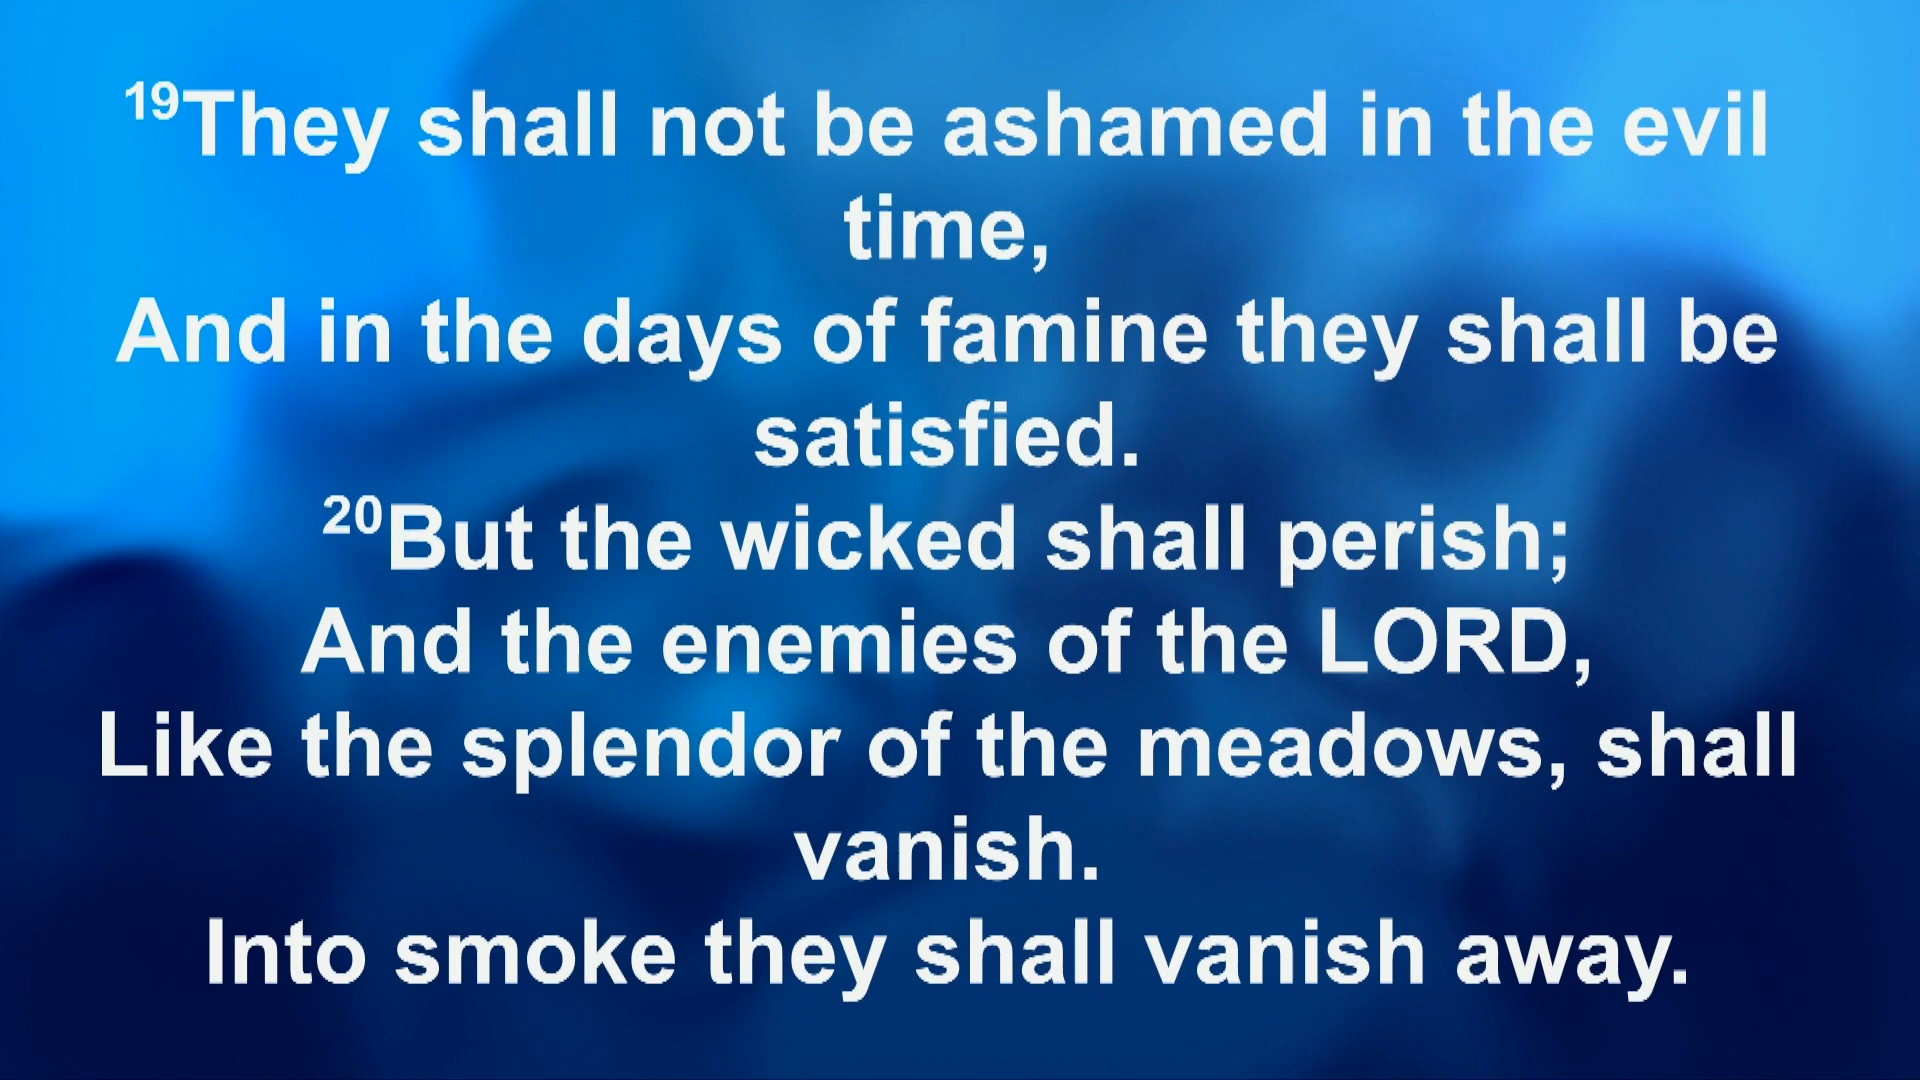 19They shall not be ashamed in the evil
time,
And in the days of famine they shall be
satisfied.
20But the wicked shall perish;
And the enemies of the LORD,
Like the splendor of the meadows, shall
vanish.
Into smoke they shall vanish away.